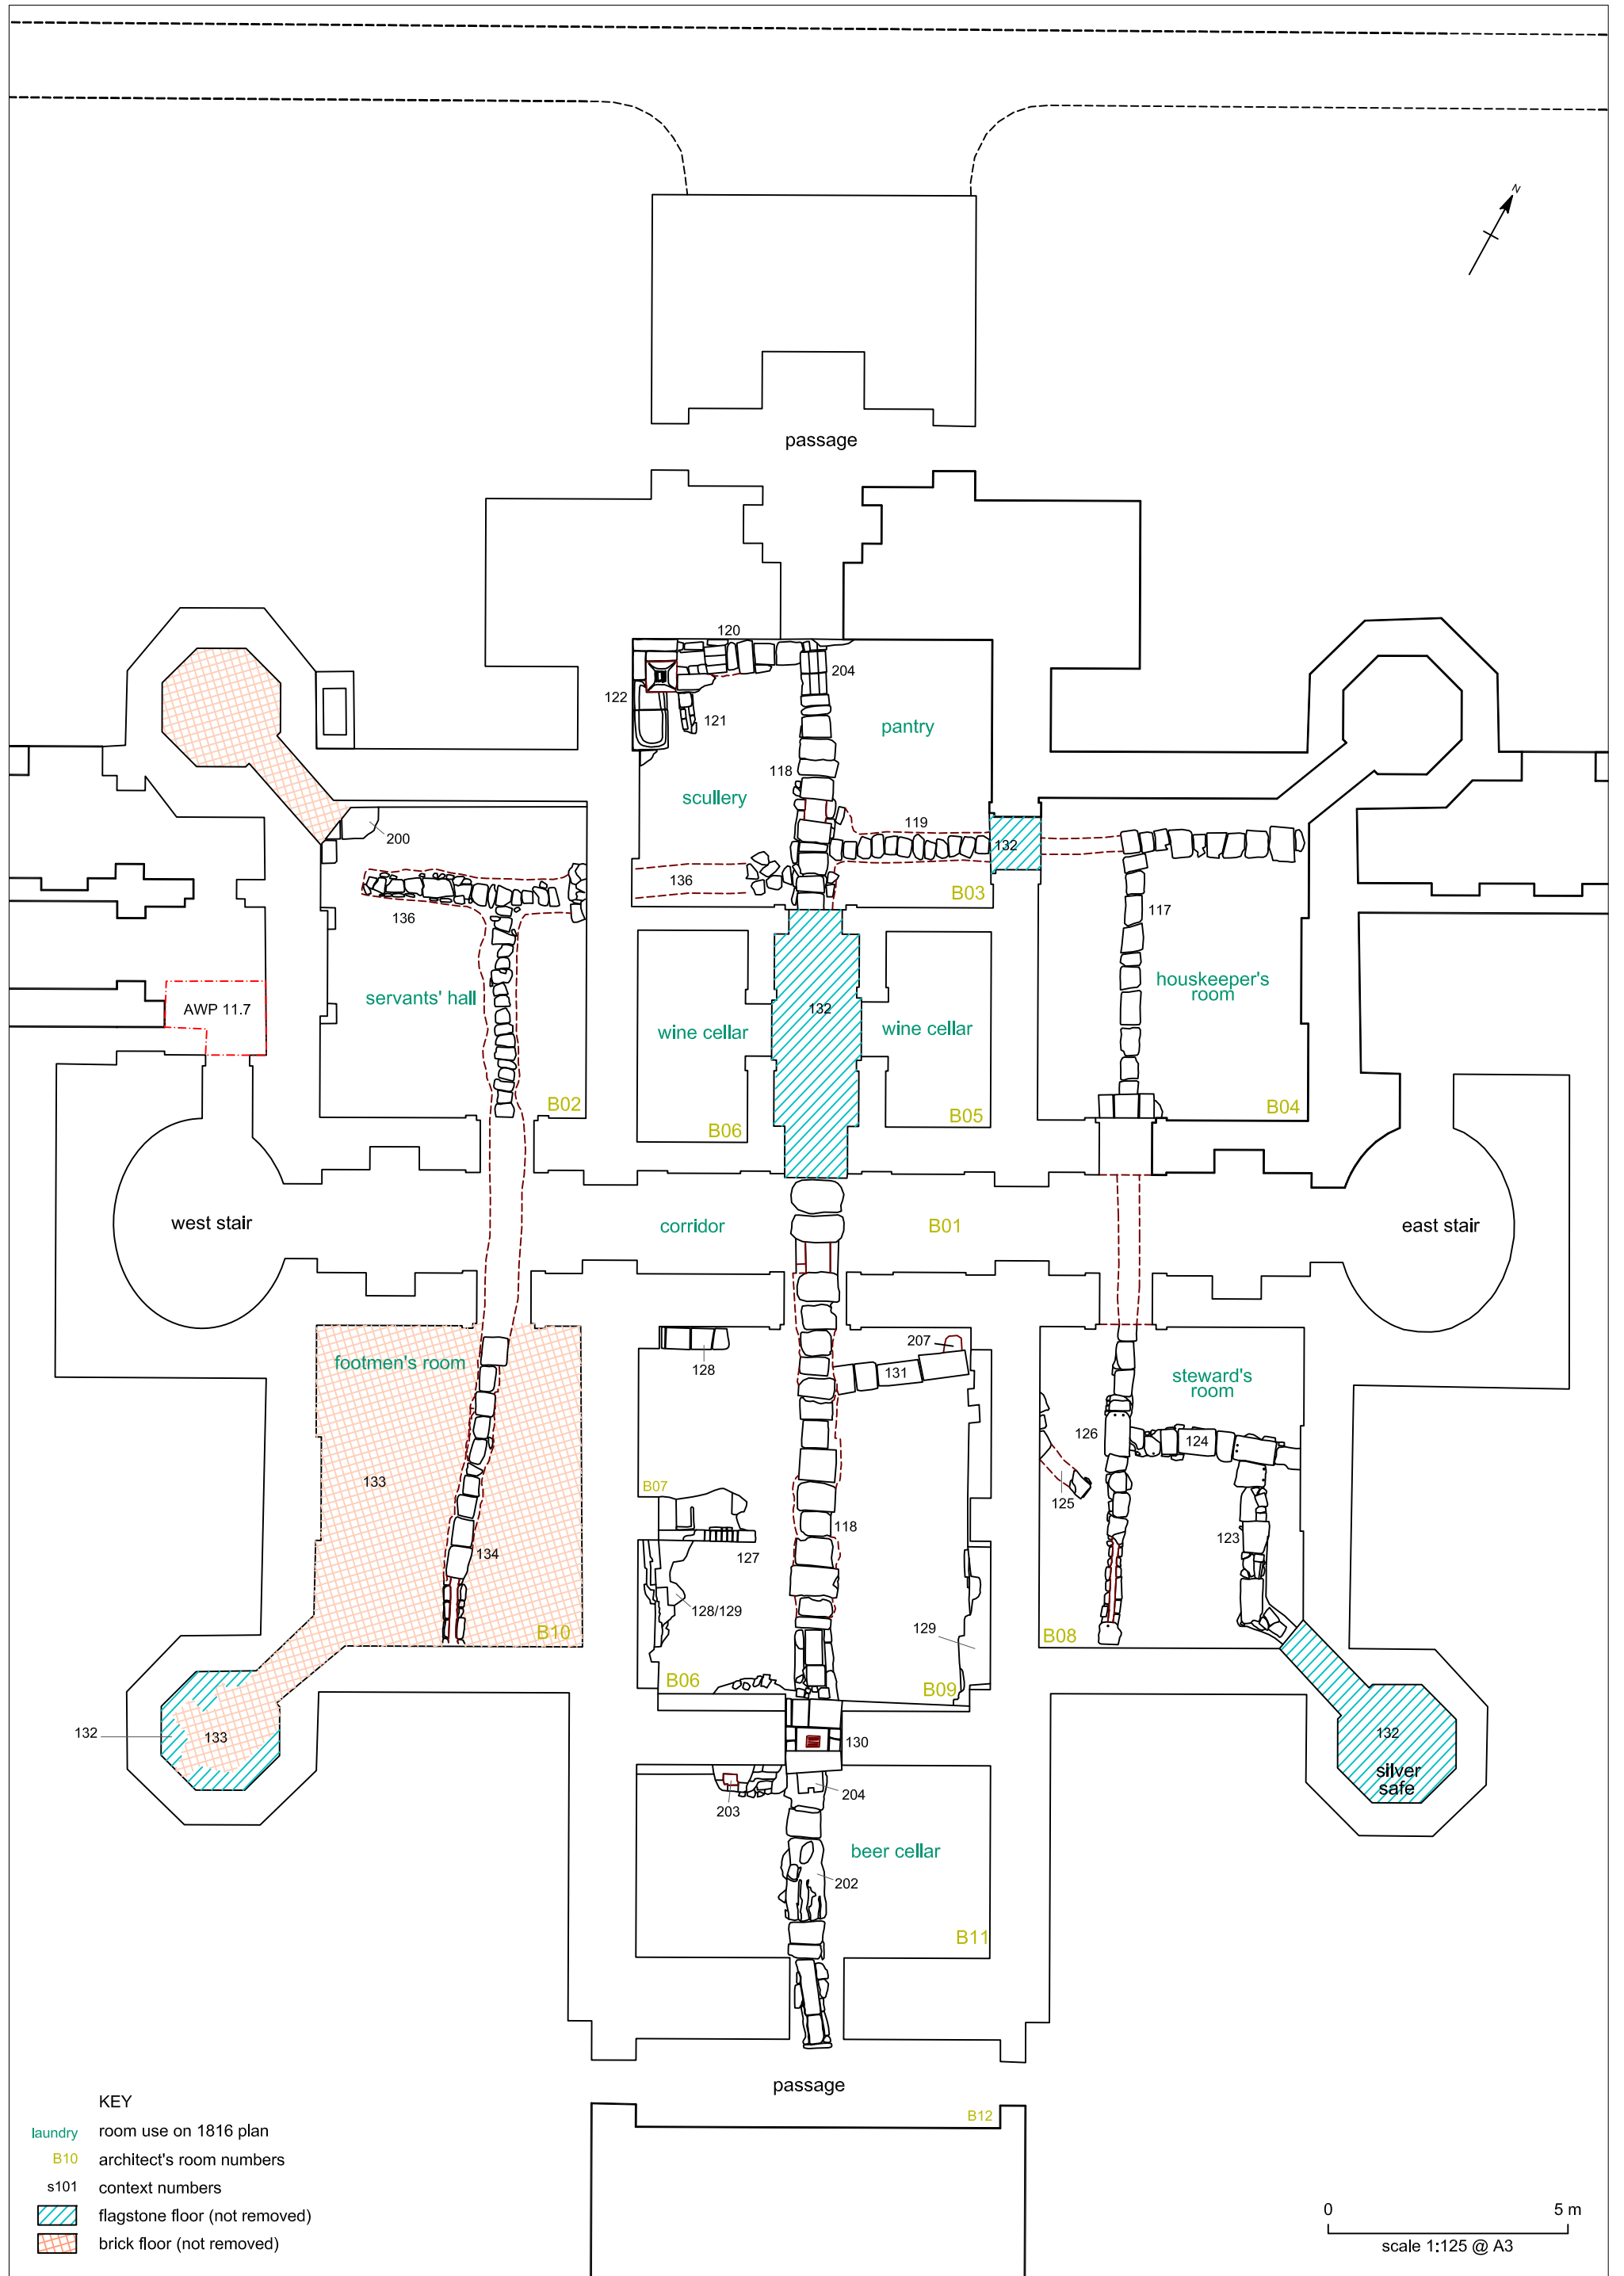 N
passage
120
204
122
121
pantry
118
scullery
119
132
200
136
B03
136
117
servants' hall
houskeeper's
room
AWP 11.7
132
wine cellar
wine cellar
B02
B06
B05
B04
west stair
corridor
B01
east stair
footmen's room
128
207
131
steward's
room
126
124
133
B07
125
118
123
127
134
128/129
129
B10
B06
B09
B08
132
133
130
132
silver
safe
203
204
beer cellar
202
B11
passage
B12
KEY
laundry room use on 1816 plan
B10 architect's room numbers
s101 context numbers
flagstone floor (not removed)
brick floor (not removed)
0 5 m
scale 1:125 @ A3